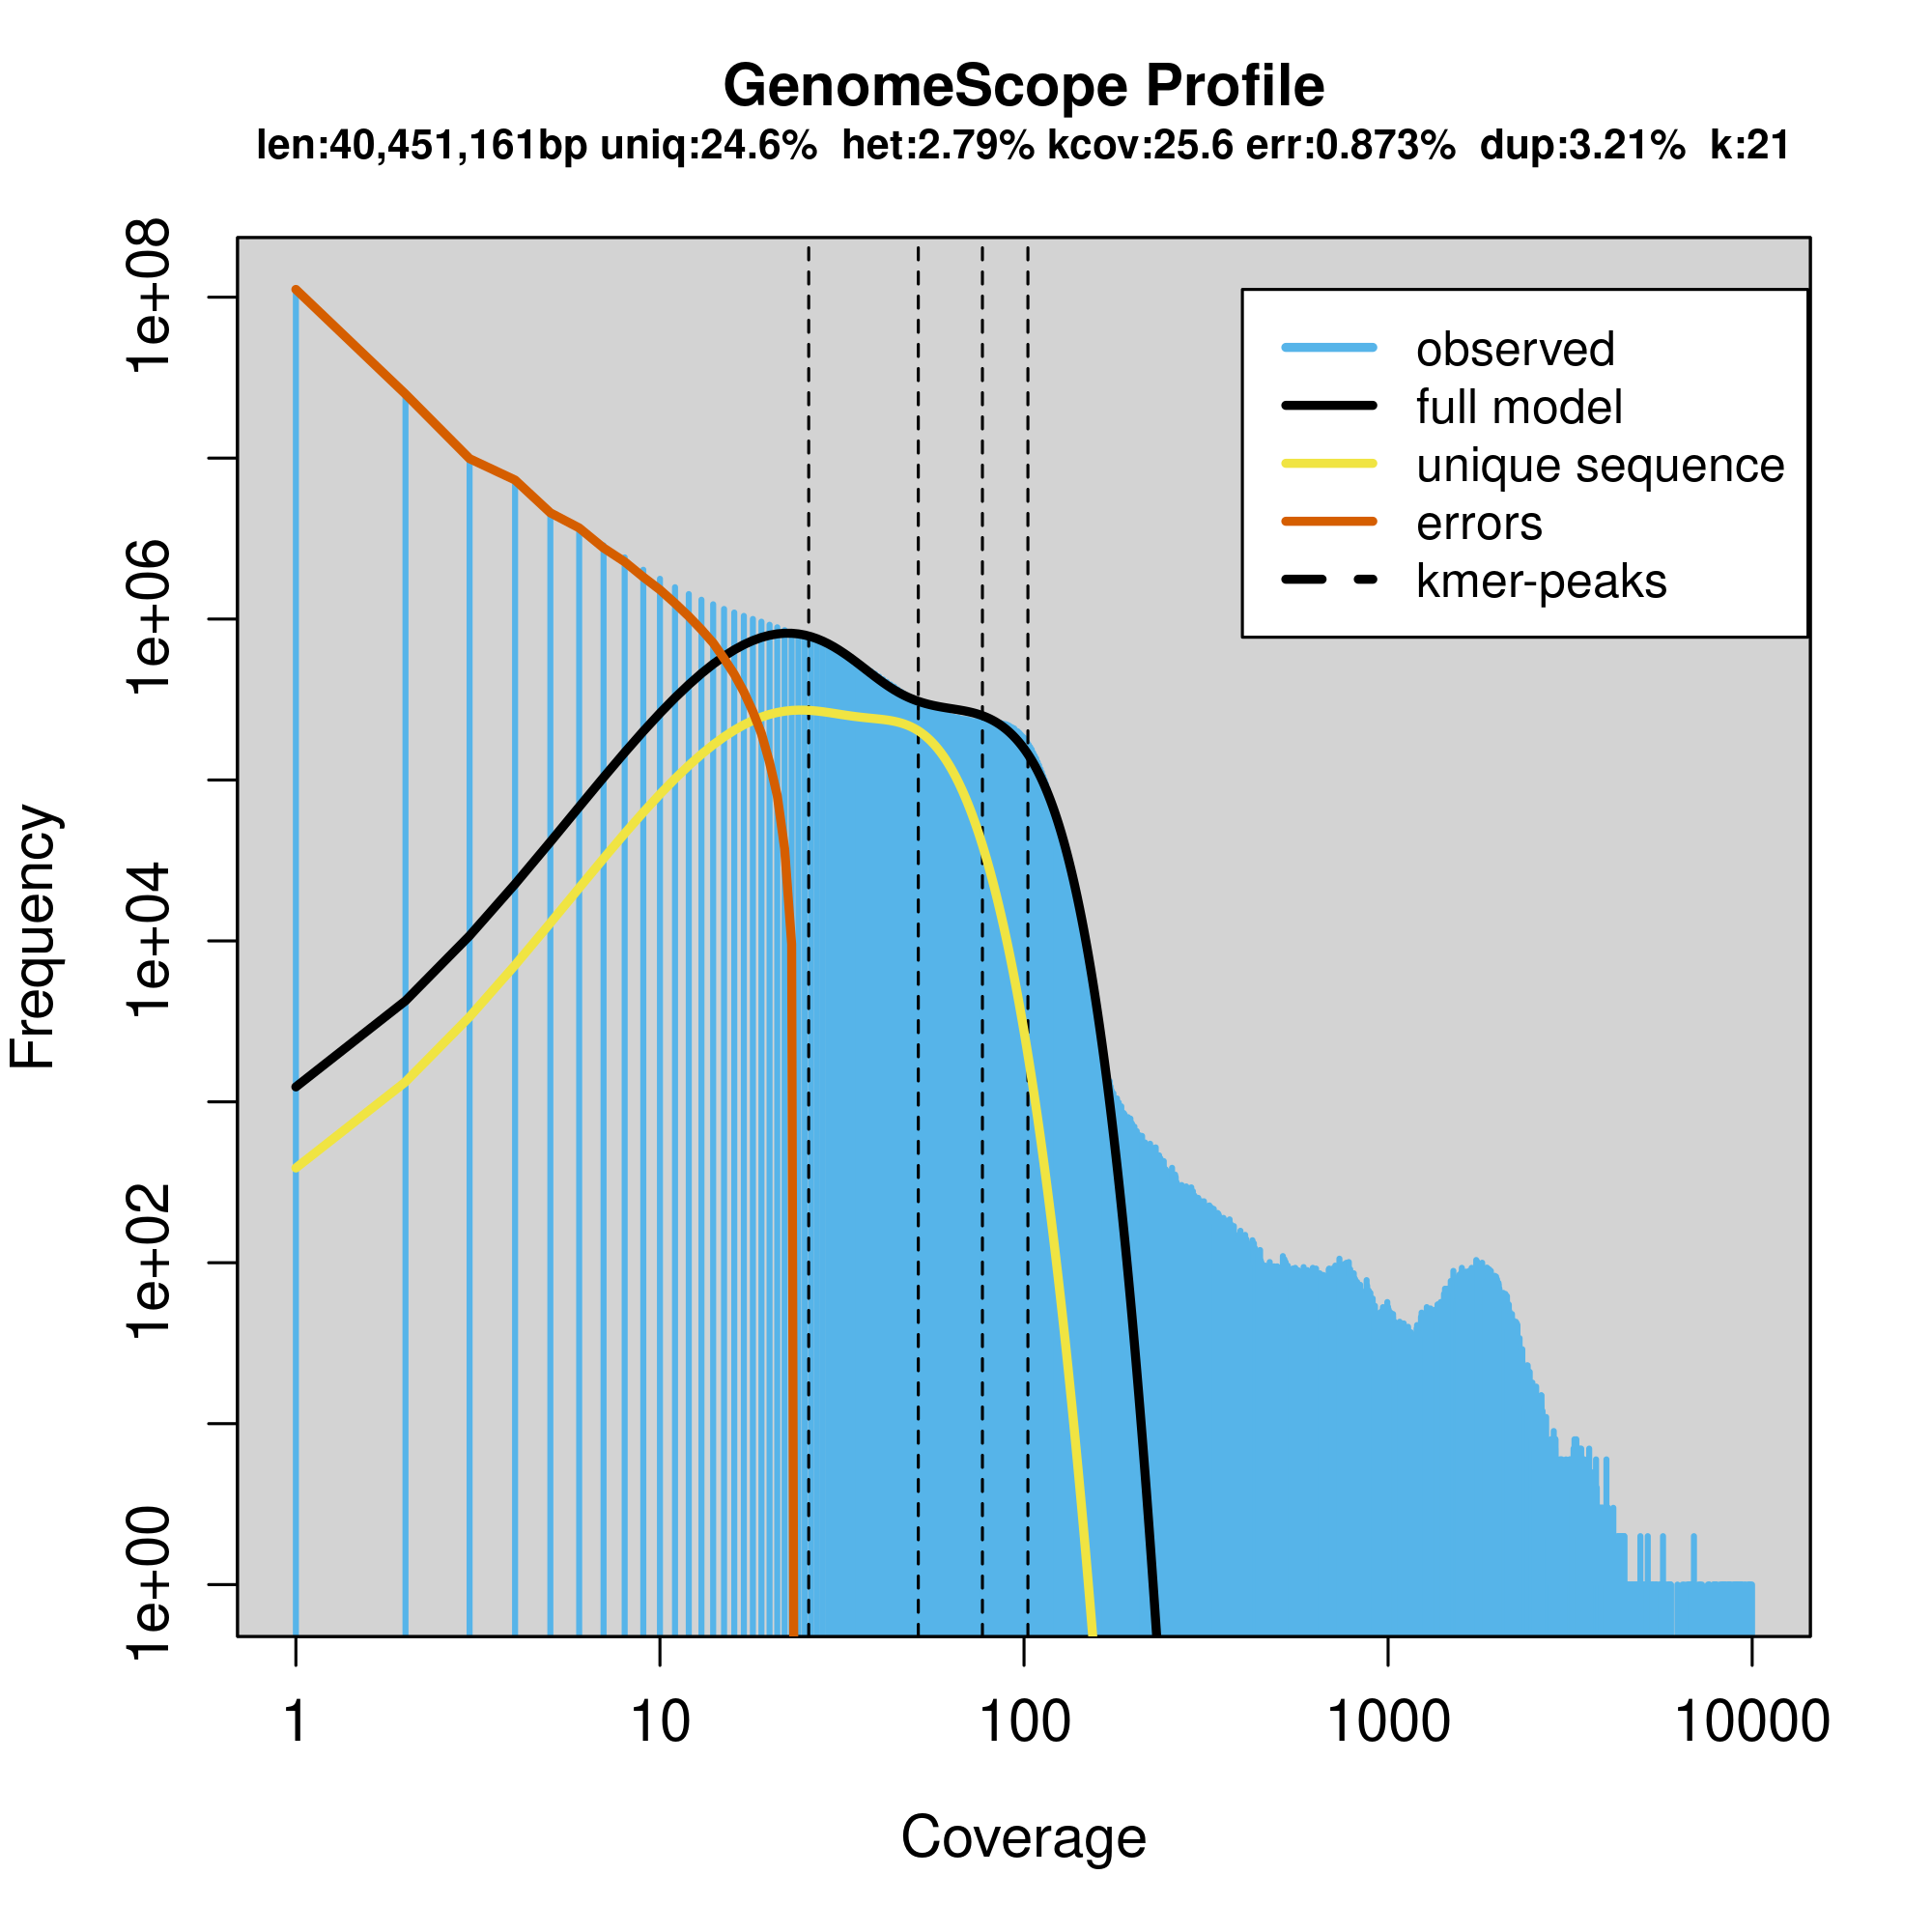 GenomeScope Profile
len:40,451,161bp uniq:24.6% het:2.79% kcov:25.6 err:0.873% dup:3.21% k:21
observed
full model
unique sequence
errors
kmer-peaks
Frequency
1e+08
1e+06
1e+04
1e+02
1e+00
1 10 100 1000 10000
Coverage